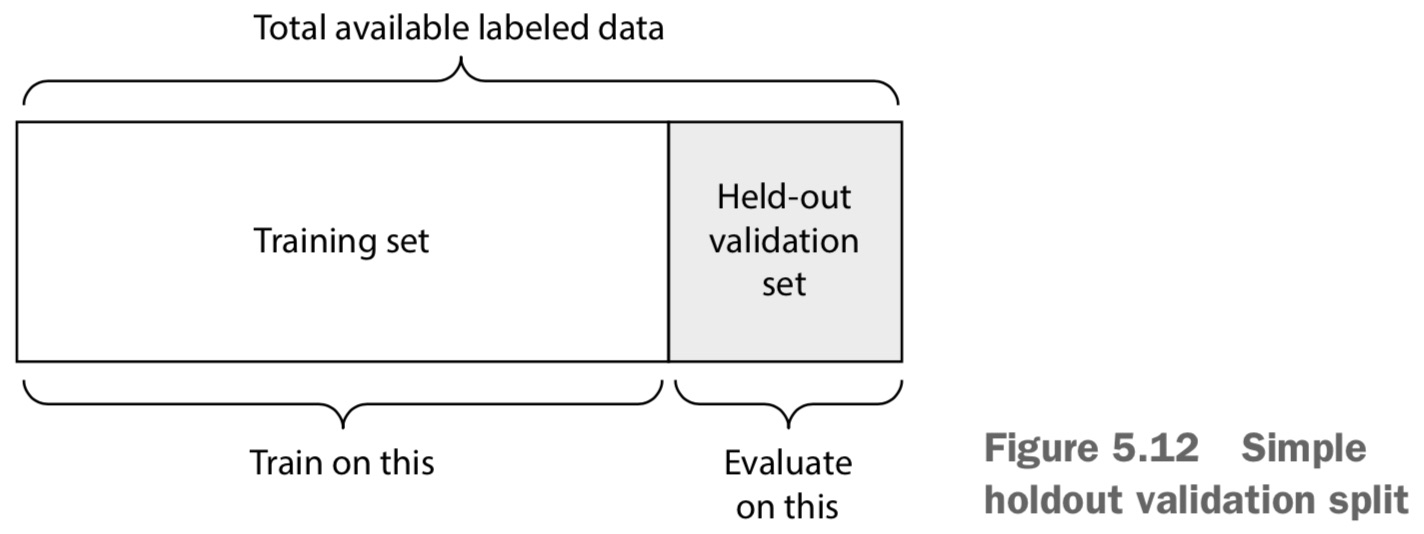 Total available labeled data
Training set
Held-out
validation
set
Train on this
Evaluate
on this
Figure 5.12 Simple
holdout validation split